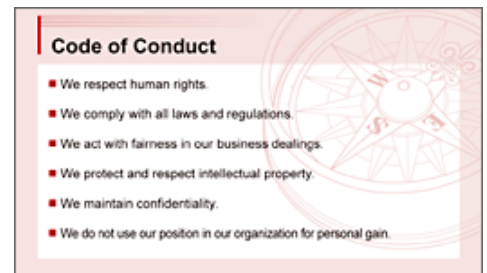 Code of Conduct
We respect human rights.
We comply with all laws and regulations.
We act with fairness in our business dealings.
We protect and respect intellectual property.
We maintain confidentiality.
We do not use our position in our organization for personal gain.
W
S
E